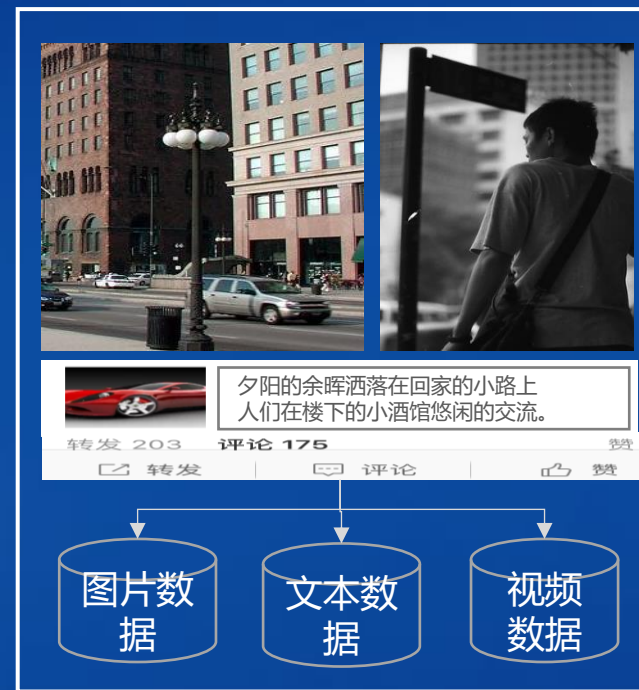 夕阳的余晖洒落在回家的小路上
人们在楼下的小酒馆悠闲的交流。
转发 203 评论 175 赞
转发 评论 赞
图片数
据
文本数
据
视频
数据